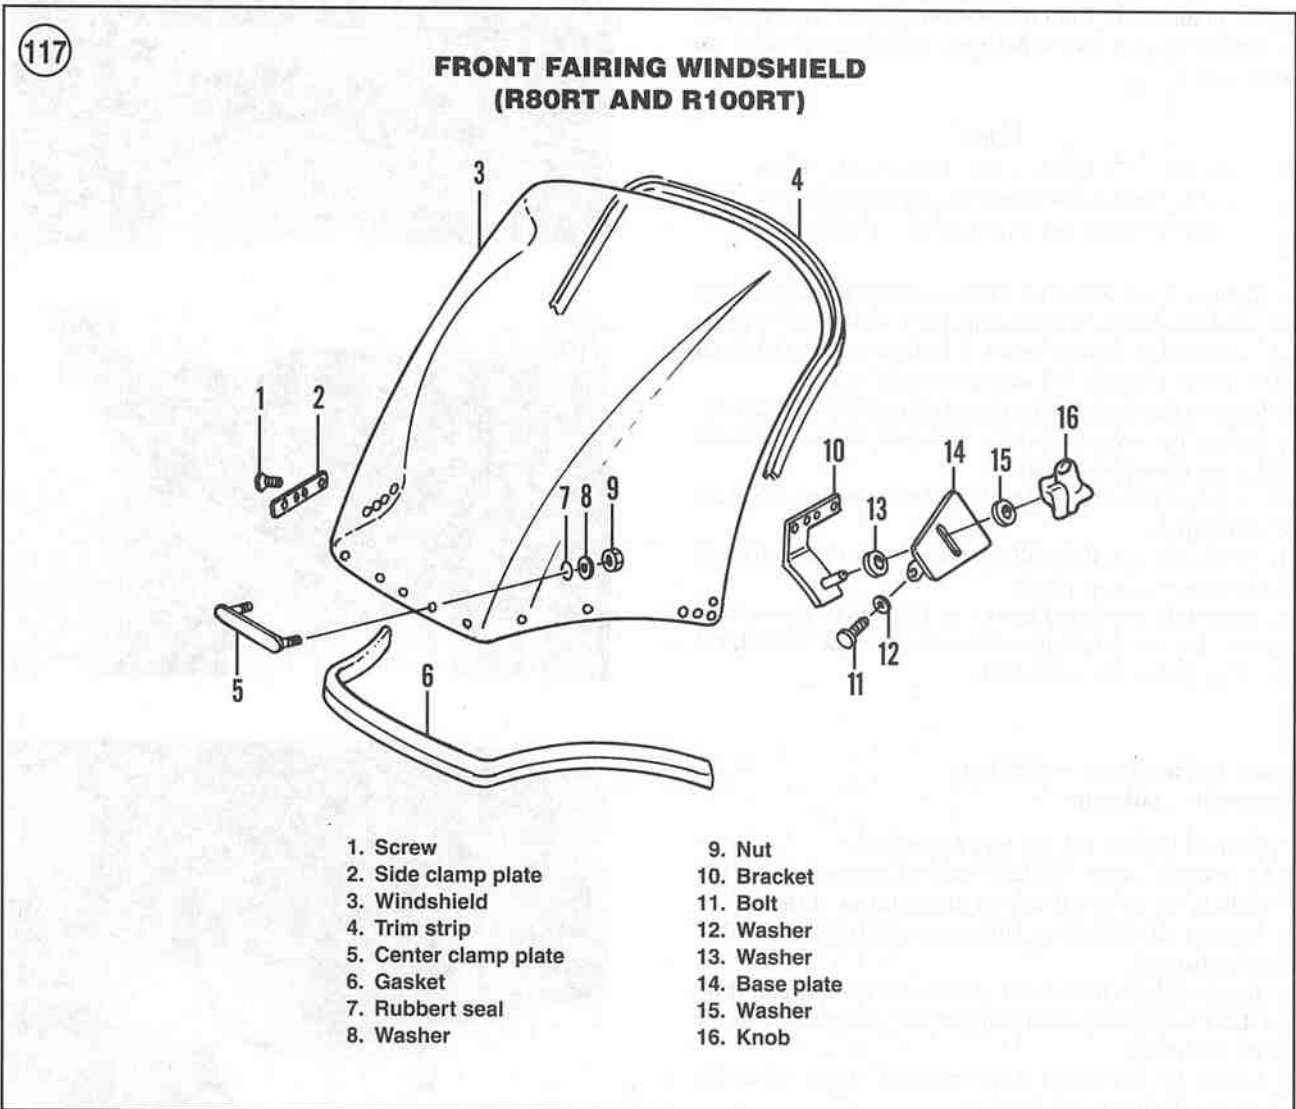 117
FRONT FAIRING WINDSHIELD
(R80RT AND R100RT)
3
4
1
2
16
10
14
15
7
8
9
13
5
6
12
11
1. Screw
2. Side clamp plate
3. Windshield
4. Trim strip
5. Center clamp plate
6. Gasket
7. Rubbert seal
8. Washer
9. Nut
10. Bracket
11. Bolt
12. Washer
13. Washer
14. Base plate
15. Washer
16. Knob